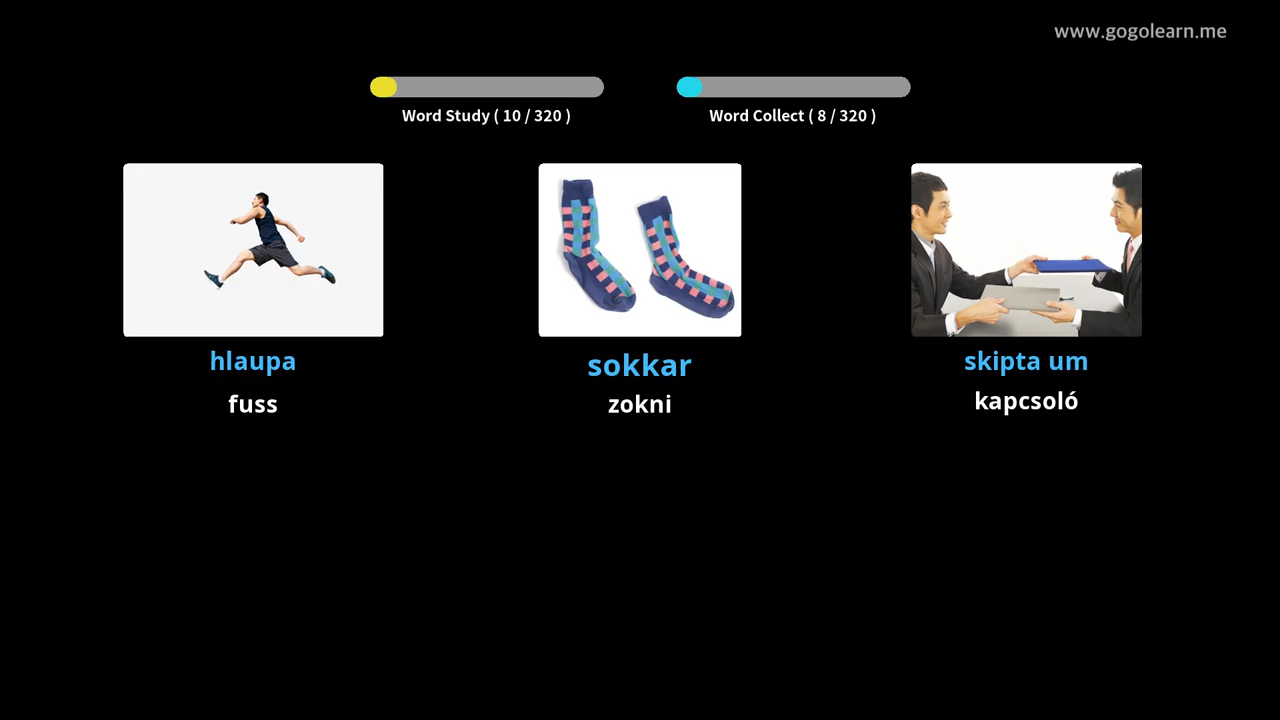 www.gogolearn.me
Word Study ( 10 / 320 )
Word Collect ( 8 / 320 )
hlaupa
fuss
sokkar
zokni
skipta um
kapcsoló